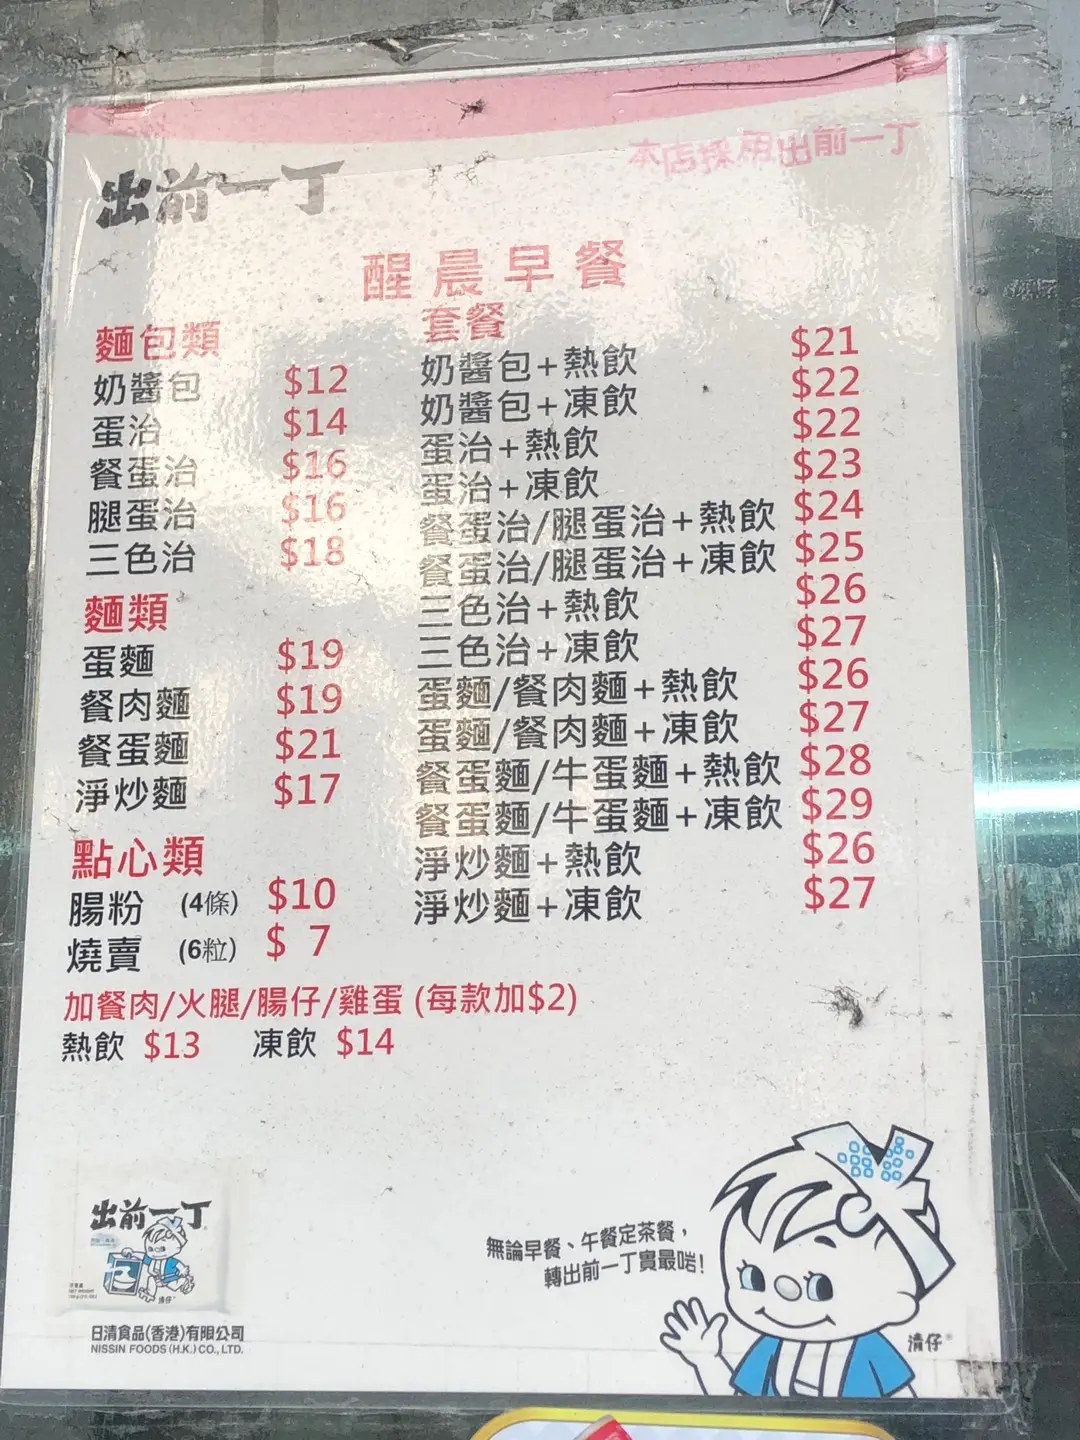 出前一丁
本店採用出前一丁
醒晨早餐
麵包類
奶醬包 $12
蛋治 $14
餐蛋治 $16
腿蛋治 $16
三色治 $18
麵類
蛋麵 $19
餐肉麵 $19
餐蛋麵 $21
淨炒麵 $17
點心類
腸粉 (4條) $10
燒賣 (6粒) $ 7
套餐
奶醬包+熱飲 $21
奶醬包+凍飲 $22
蛋治+熱飲 $22
蛋治+凍飲 $23
餐蛋治/腿蛋治+熱飲 $24
餐蛋治/腿蛋治+凍飲 $25
三色治+熱飲 $26
三色治+凍飲 $27
蛋麵/餐肉麵+熱飲 $26
蛋麵/餐肉麵+凍飲 $27
餐蛋麵/牛蛋麵+熱飲 $28
餐蛋麵/牛蛋麵+凍飲 $29
淨炒麵+熱飲 $26
淨炒麵+凍飲 $27
加餐肉/火腿/腸仔/雞蛋 (每款加$2)
熱飲 $13 凍飲 $14
出前一丁
清仔
日清食品(香港)有限公司
NISSIN FOODS (H.K.) CO., LTD.
無論早餐、午餐定茶餐，
轉出前一丁實最啱!
清仔